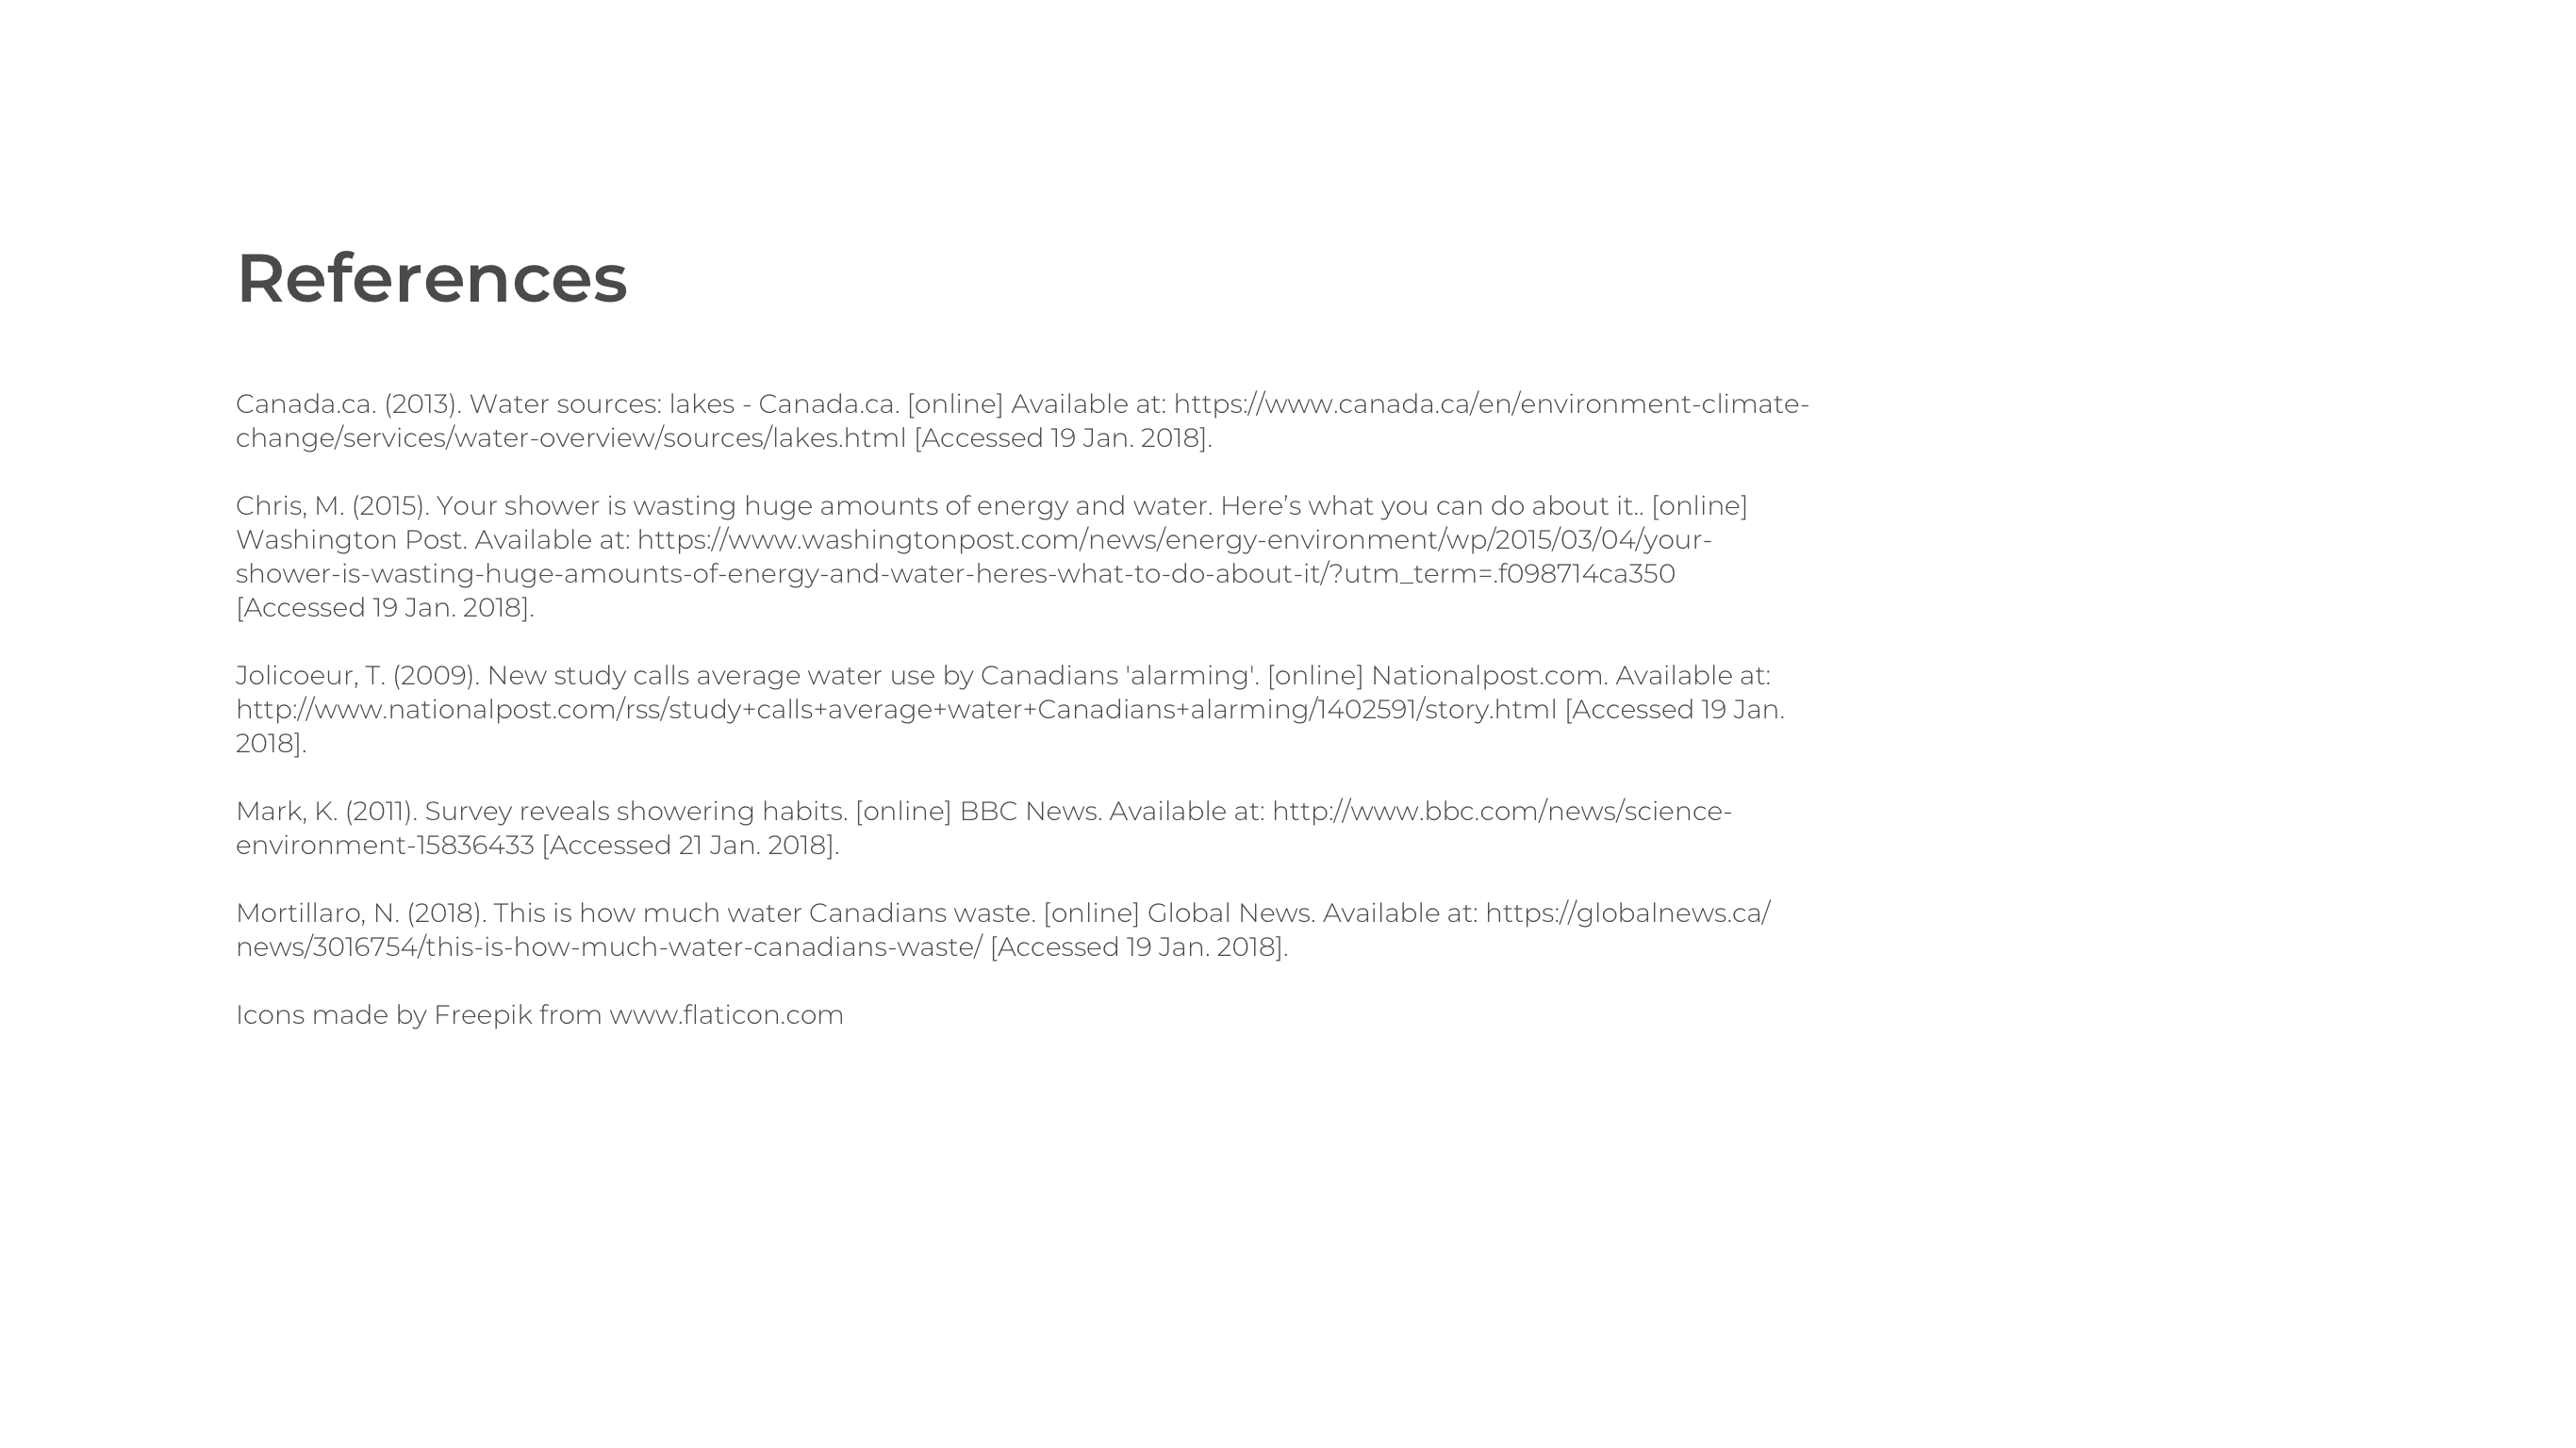 References
Canada.ca. (2013). Water sources: lakes - Canada.ca. [online] Available at: https://www.canada.ca/en/environment-climate-
change/services/water-overview/sources/lakes.html [Accessed 19 Jan. 2018].
Chris, M. (2015). Your shower is wasting huge amounts of energy and water. Here’s what you can do about it.. [online]
Washington Post. Available at: https://www.washingtonpost.com/news/energy-environment/wp/2015/03/04/your-
shower-is-wasting-huge-amounts-of-energy-and-water-heres-what-to-do-about-it/?utm_term=.f098714ca350
[Accessed 19 Jan. 2018].
Jolicoeur, T. (2009). New study calls average water use by Canadians 'alarming'. [online] Nationalpost.com. Available at:
http://www.nationalpost.com/rss/study+calls+average+water+Canadians+alarming/1402591/story.html [Accessed 19 Jan.
2018].
Mark, K. (2011). Survey reveals showering habits. [online] BBC News. Available at: http://www.bbc.com/news/science-
environment-15836433 [Accessed 21 Jan. 2018].
Mortillaro, N. (2018). This is how much water Canadians waste. [online] Global News. Available at: https://globalnews.ca/
news/3016754/this-is-how-much-water-canadians-waste/ [Accessed 19 Jan. 2018].
Icons made by Freepik from www.flaticon.com